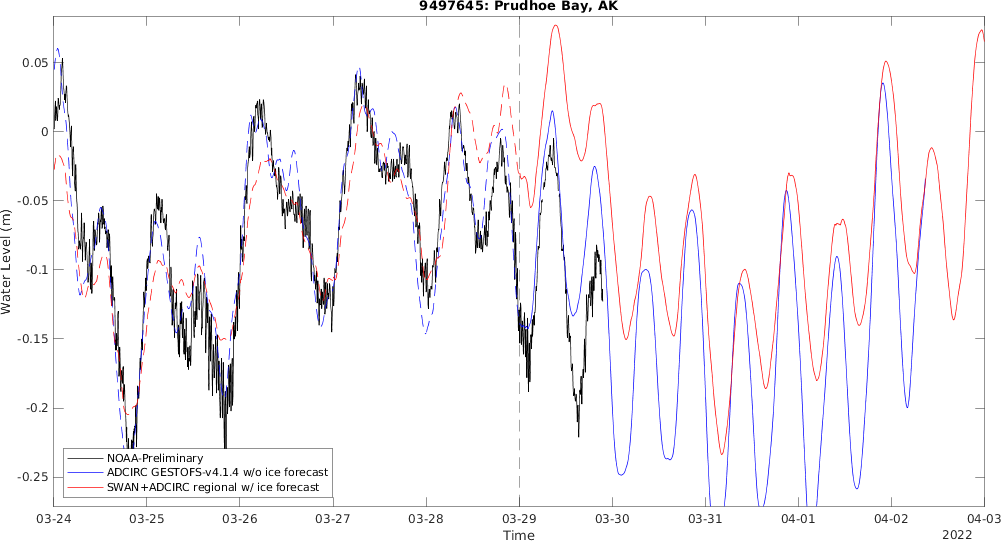 9497645: Prudhoe Bay, AK
0.05
0
-0.05
-0.1
-0.15
-0.2
-0.25
Water Level (m)
NOAA-Preliminary
ADCIRC GESTOFS-v4.1.4 w/o ice forecast
SWAN+ADCIRC regional w/ ice forecast
03-24 03-25 03-26 03-27 03-28 03-29 03-30 03-31 04-01 04-02 04-03
Time
2022